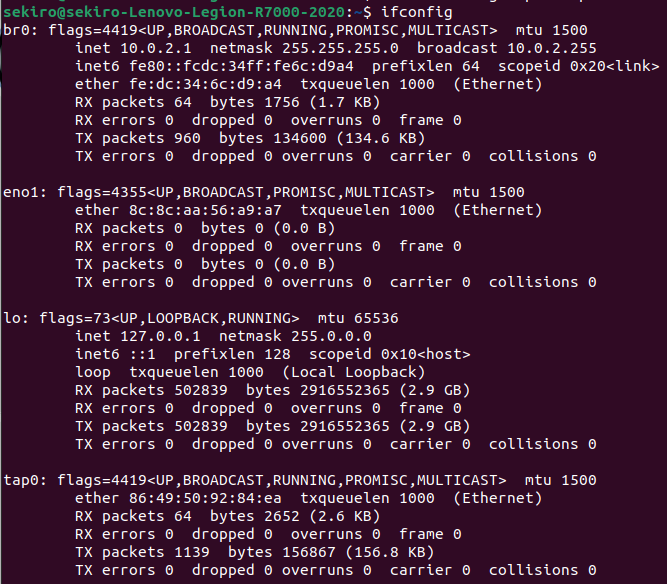 sekiro@sekiro-Lenovo-Legion-R7000-2020:~$ ifconfig
br0: flags=4419<UP,BROADCAST,RUNNING,PROMISC,MULTICAST>  mtu 1500
        inet 10.0.2.1  netmask 255.255.255.0  broadcast 10.0.2.255
        inet6 fe80::fcdc:34ff:fe6c:d9a4  prefixlen 64  scopeid 0x20<link>
        ether fe:dc:34:6c:d9:a4  txqueuelen 1000  (Ethernet)
        RX packets 64  bytes 1756 (1.7 KB)
        RX errors 0  dropped 0  overruns 0  frame 0
        TX packets 960  bytes 134600 (134.6 KB)
        TX errors 0  dropped 0 overruns 0  carrier 0  collisions 0

eno1: flags=4355<UP,BROADCAST,PROMISC,MULTICAST>  mtu 1500
        ether 8c:8c:aa:56:a9:a7  txqueuelen 1000  (Ethernet)
        RX packets 0  bytes 0 (0.0 B)
        RX errors 0  dropped 0  overruns 0  frame 0
        TX packets 0  bytes 0 (0.0 B)
        TX errors 0  dropped 0 overruns 0  carrier 0  collisions 0

lo: flags=73<UP,LOOPBACK,RUNNING>  mtu 65536
        inet 127.0.0.1  netmask 255.0.0.0
        inet6 ::1  prefixlen 128  scopeid 0x10<host>
        loop  txqueuelen 1000  (Local Loopback)
        RX packets 502839  bytes 2916552365 (2.9 GB)
        RX errors 0  dropped 0  overruns 0  frame 0
        TX packets 502839  bytes 2916552365 (2.9 GB)
        TX errors 0  dropped 0 overruns 0  carrier 0  collisions 0

tap0: flags=4419<UP,BROADCAST,RUNNING,PROMISC,MULTICAST>  mtu 1500
        ether 86:49:50:92:84:ea  txqueuelen 1000  (Ethernet)
        RX packets 64  bytes 2652 (2.6 KB)
        RX errors 0  dropped 0  overruns 0  frame 0
        TX packets 1139  bytes 156867 (156.8 KB)
        TX errors 0  dropped 0 overruns 0  carrier 0  collisions 0